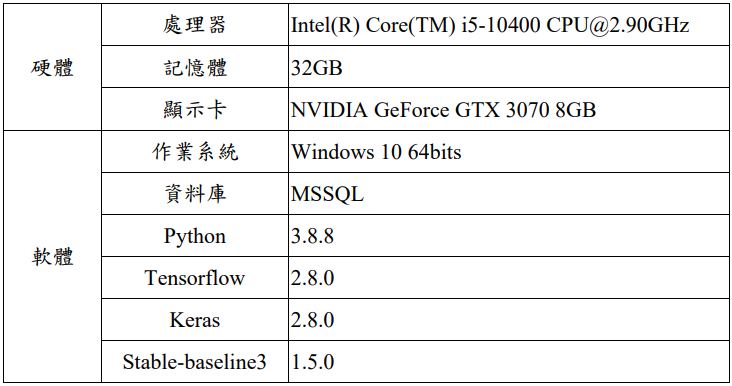 硬體
處理器 Intel(R) Core(TM) i5-10400 CPU@2.90GHz
記憶體 32GB
顯示卡 NVIDIA GeForce GTX 3070 8GB
軟體
作業系統 Windows 10 64bits
資料庫 MSSQL
Python 3.8.8
Tensorflow 2.8.0
Keras 2.8.0
Stable-baseline3 1.5.0